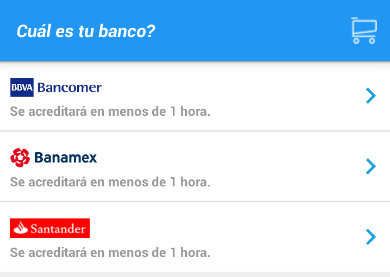 Cuál es tu banco?
BBVA Bancomer
Se acreditará en menos de 1 hora.
Banamex
Se acreditará en menos de 1 hora.
Santander
Se acreditará en menos de 1 hora.